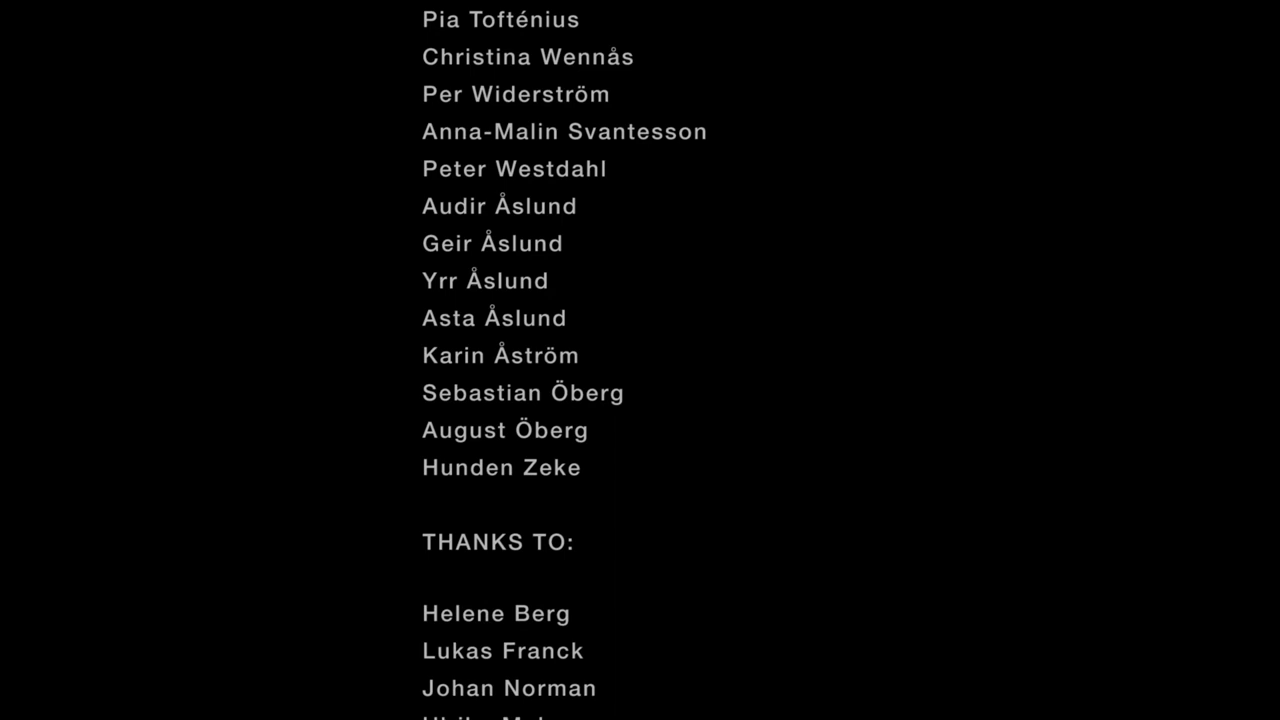 Pia Tofténius
Christina Wennås
Per Widerström
Anna-Malin Svantesson
Peter Westdahl
Audir Åslund
Geir Åslund
Yrr Åslund
Asta Åslund
Karin Åström
Sebastian Öberg
August Öberg
Hunden Zeke
THANKS TO:
Helene Berg
Lukas Franck
Johan Norman